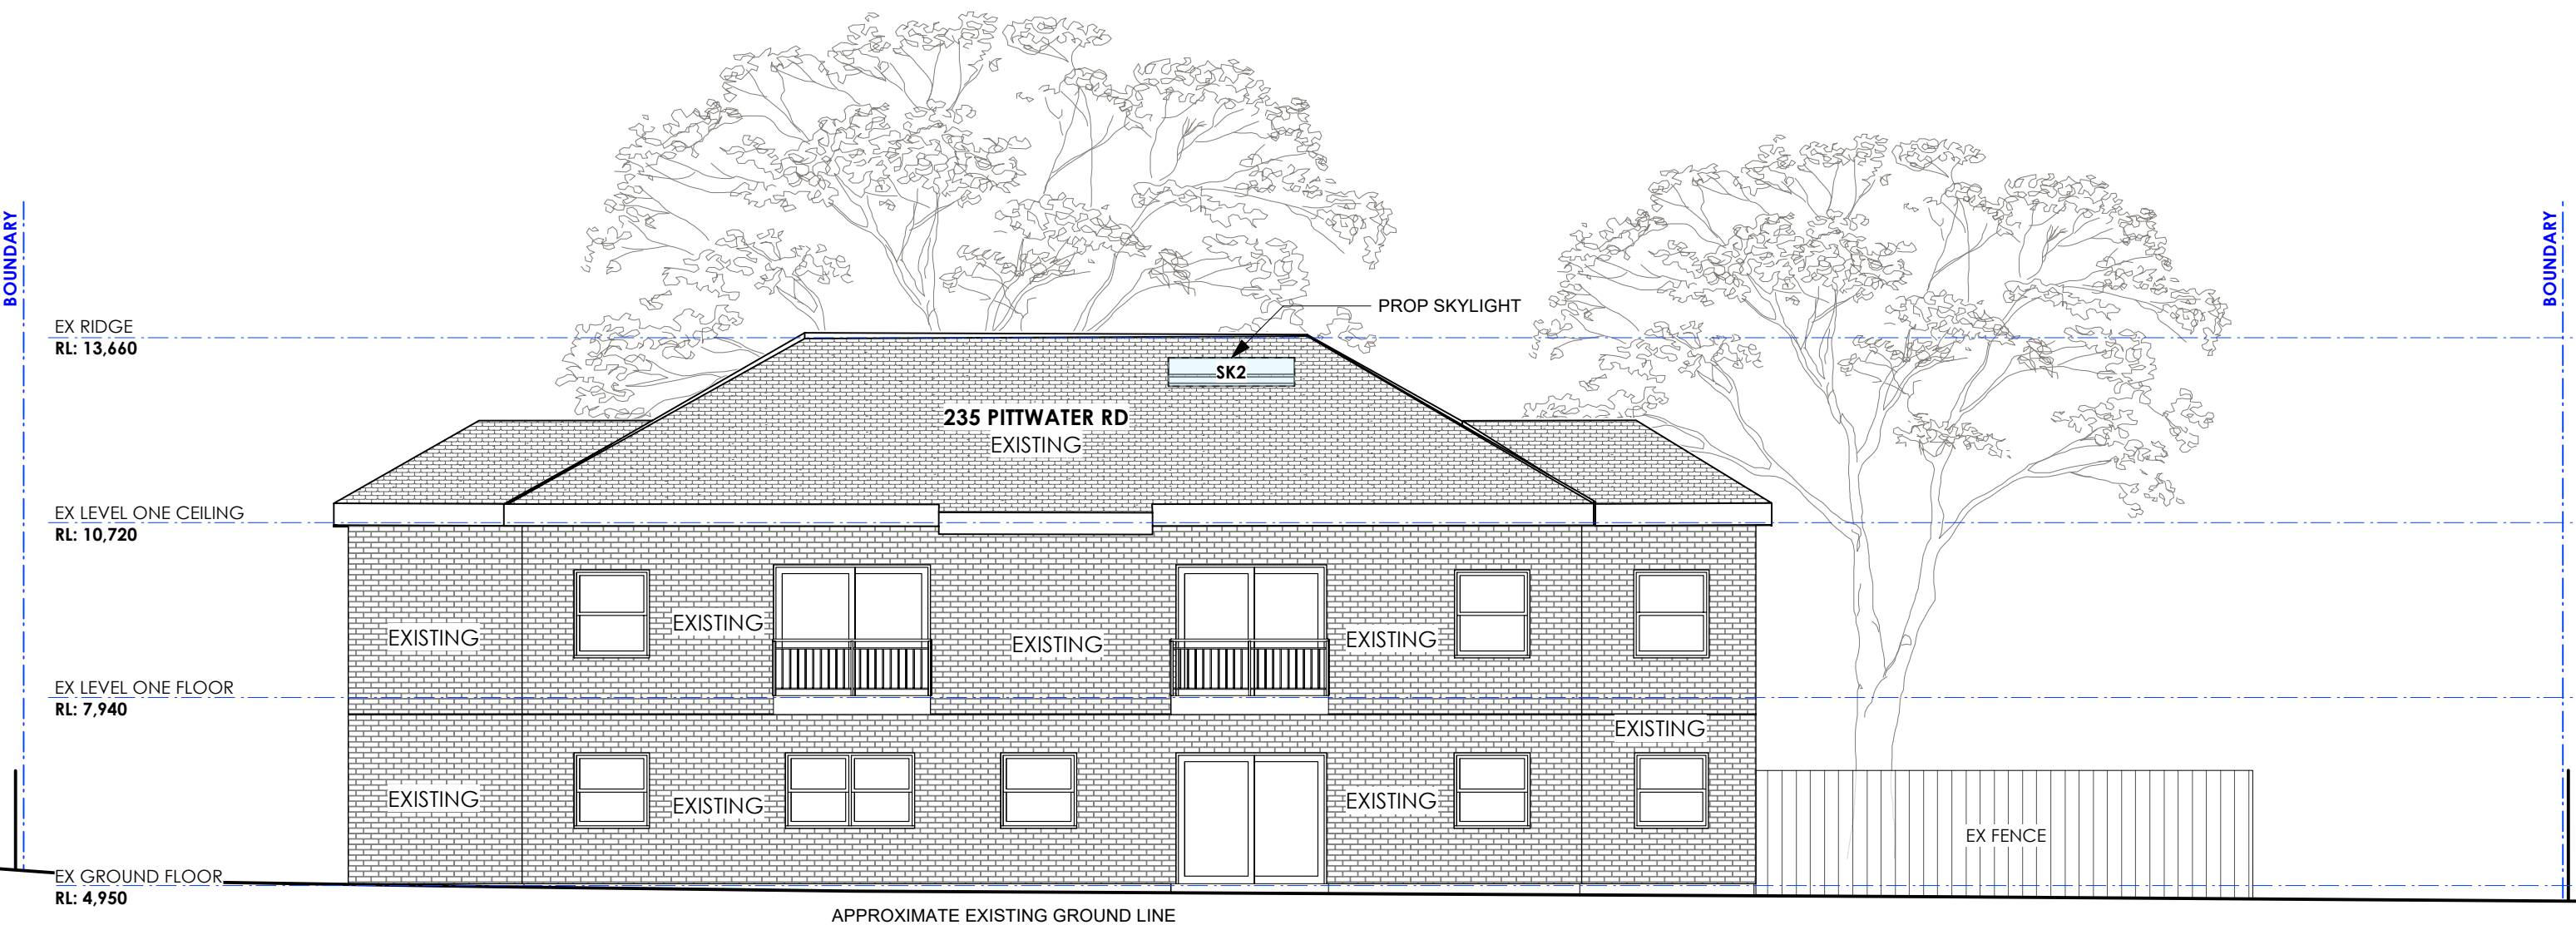 BOUNDARY
BOUNDARY
EX RIDGE
RL: 13,660
PROP SKYLIGHT
SK2
235 PITTWATER RD
EXISTING
EX LEVEL ONE CEILING
RL: 10,720
EXISTING
EXISTING
EXISTING
EXISTING
EX LEVEL ONE FLOOR
RL: 7,940
EXISTING
EXISTING
EXISTING
EXISTING
EX FENCE
EX GROUND FLOOR
RL: 4,950
APPROXIMATE EXISTING GROUND LINE